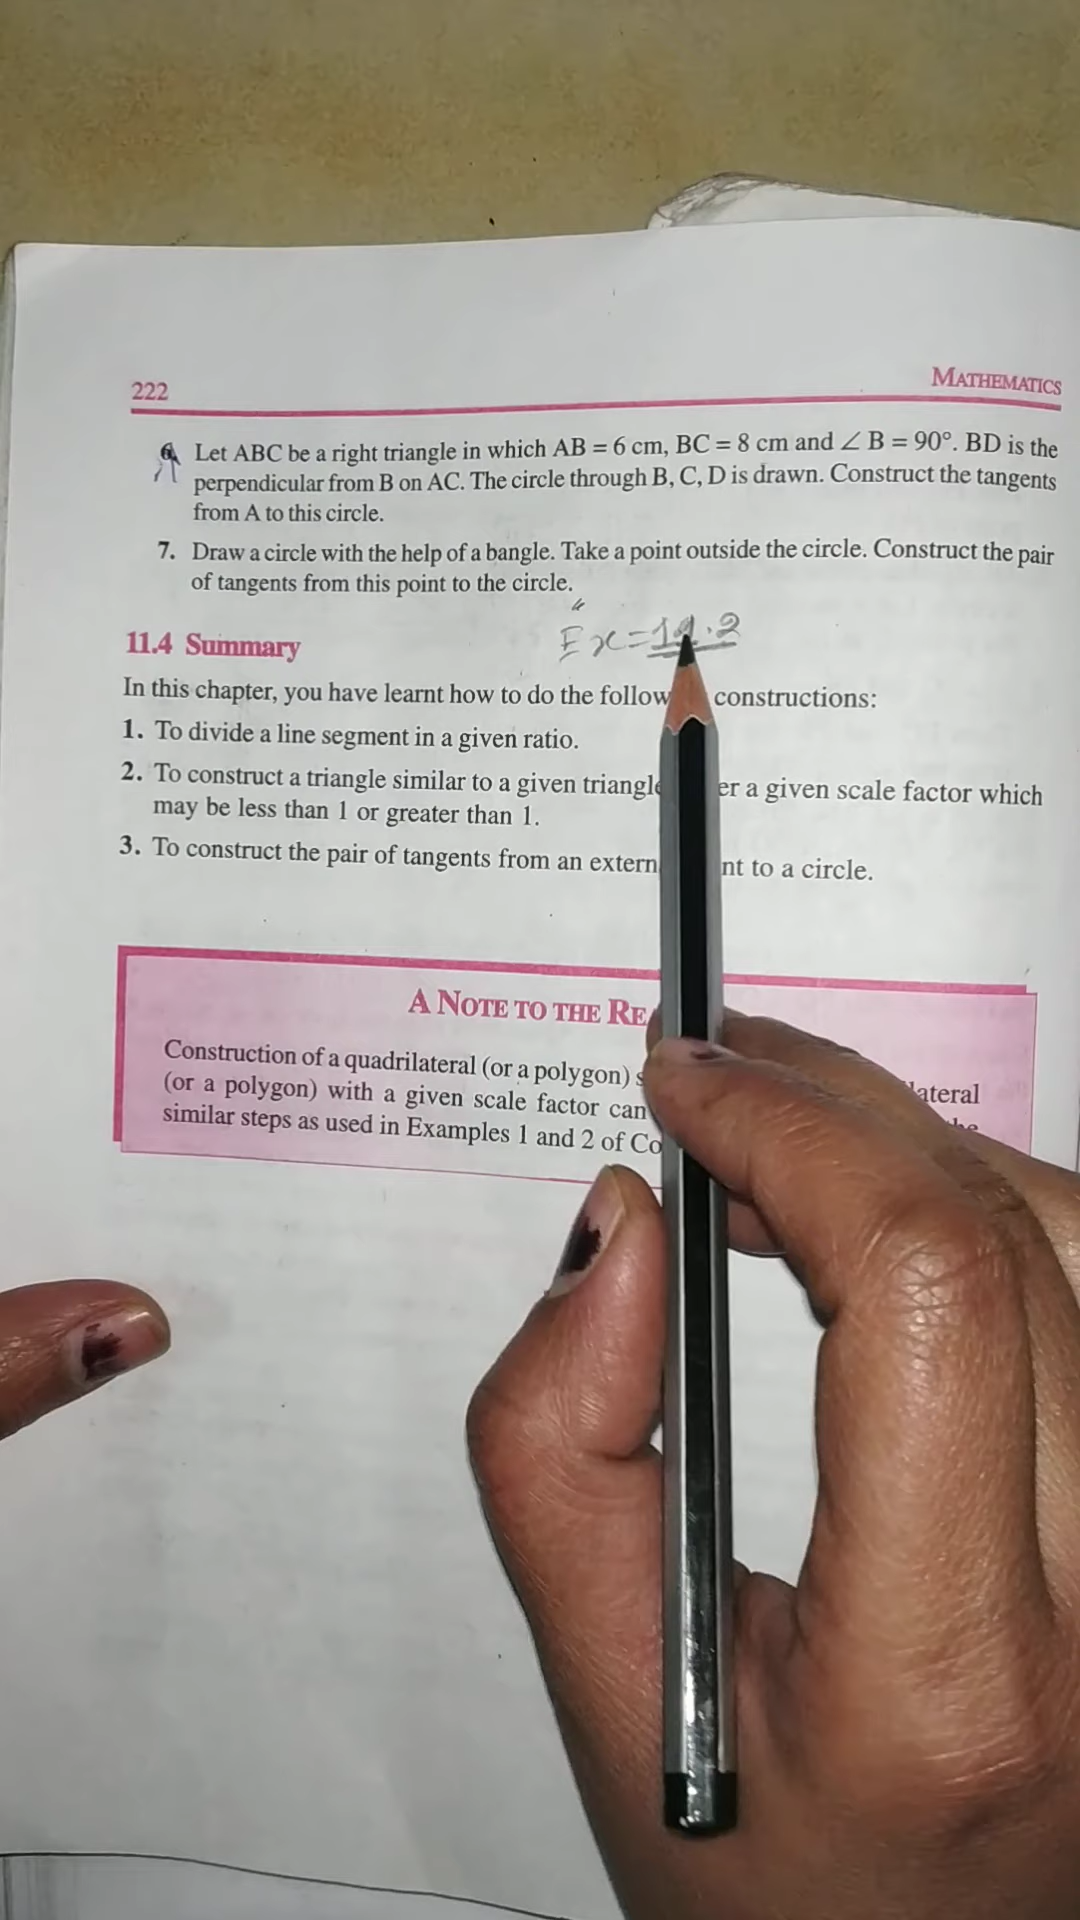 222
MATHEMATICS
6. Let ABC be a right triangle in which AB = 6 cm, BC = 8 cm and ∠ B = 90°. BD is the
perpendicular from B on AC. The circle through B, C, D is drawn. Construct the tangents
from A to this circle.
7. Draw a circle with the help of a bangle. Take a point outside the circle. Construct the pair
of tangents from this point to the circle.
Ex=11.2
11.4 Summary
In this chapter, you have learnt how to do the follow constructions:
1. To divide a line segment in a given ratio.
2. To construct a triangle similar to a given triangle er a given scale factor which
may be less than 1 or greater than 1.
3. To construct the pair of tangents from an extern nt to a circle.
A NOTE TO THE REA
Construction of a quadrilateral (or a polygon) s lateral
(or a polygon) with a given scale factor can the
similar steps as used in Examples 1 and 2 of Co